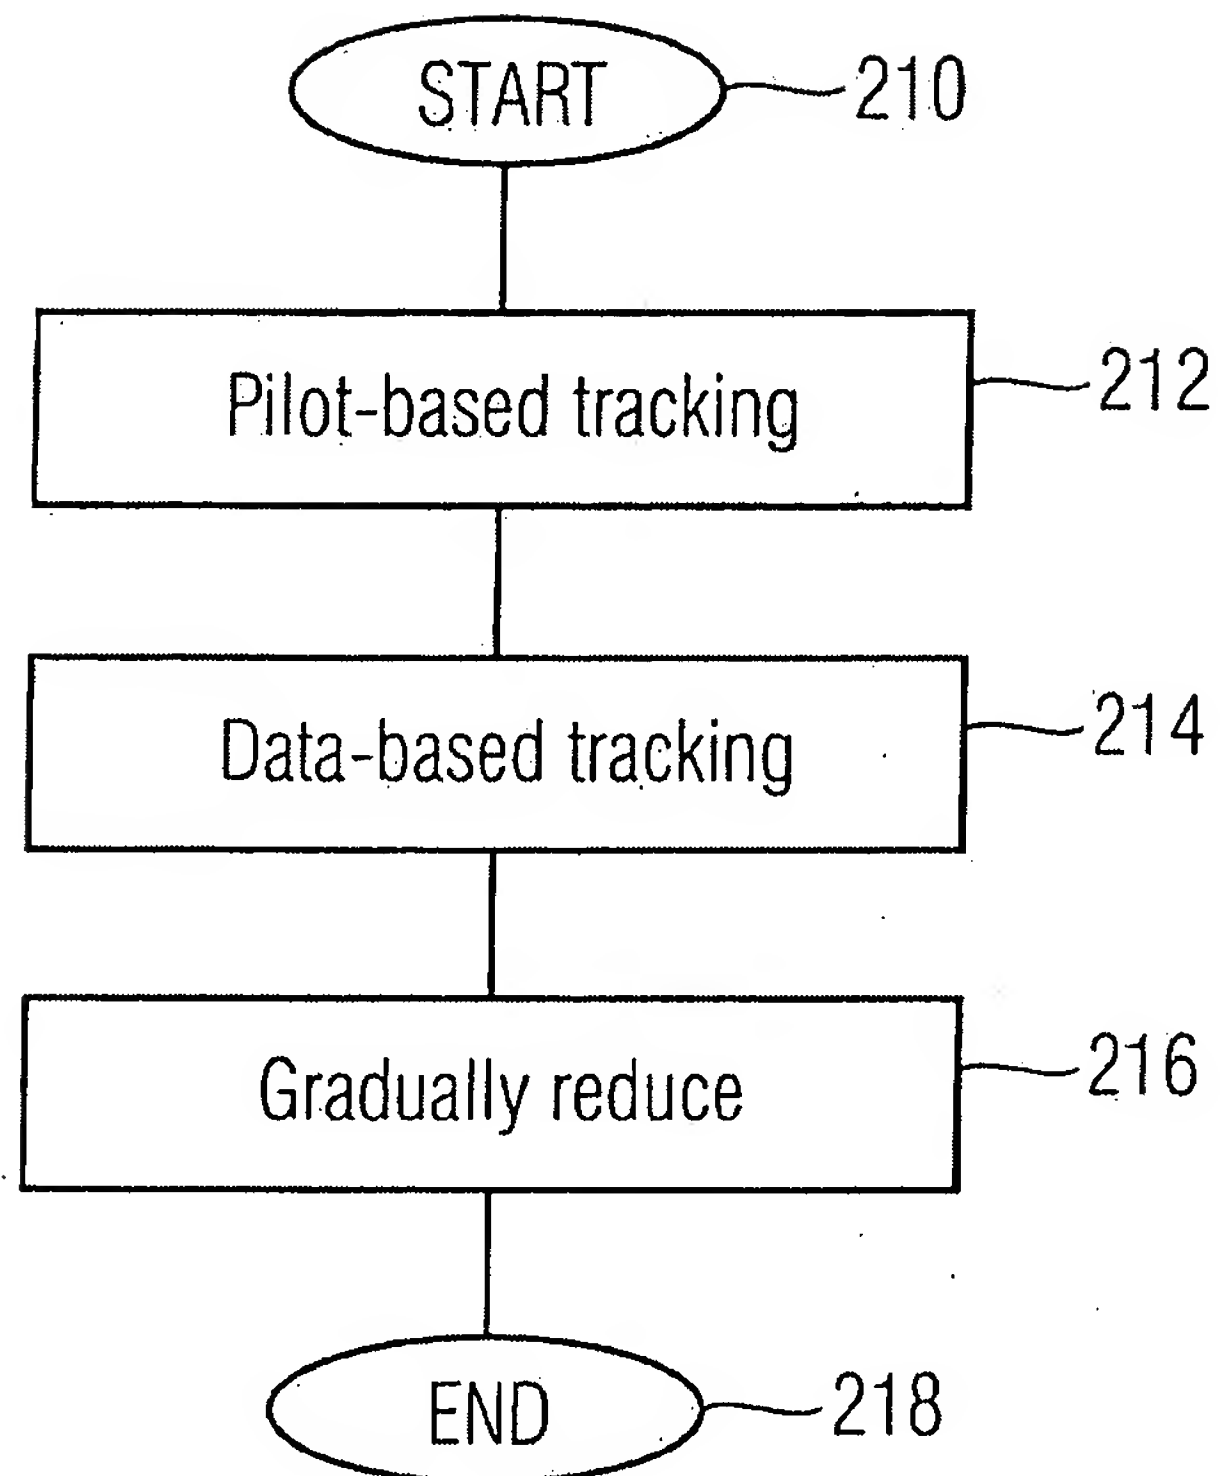 START
210
Pilot-based tracking
212
Data-based tracking
214
Gradually reduce
216
END
218